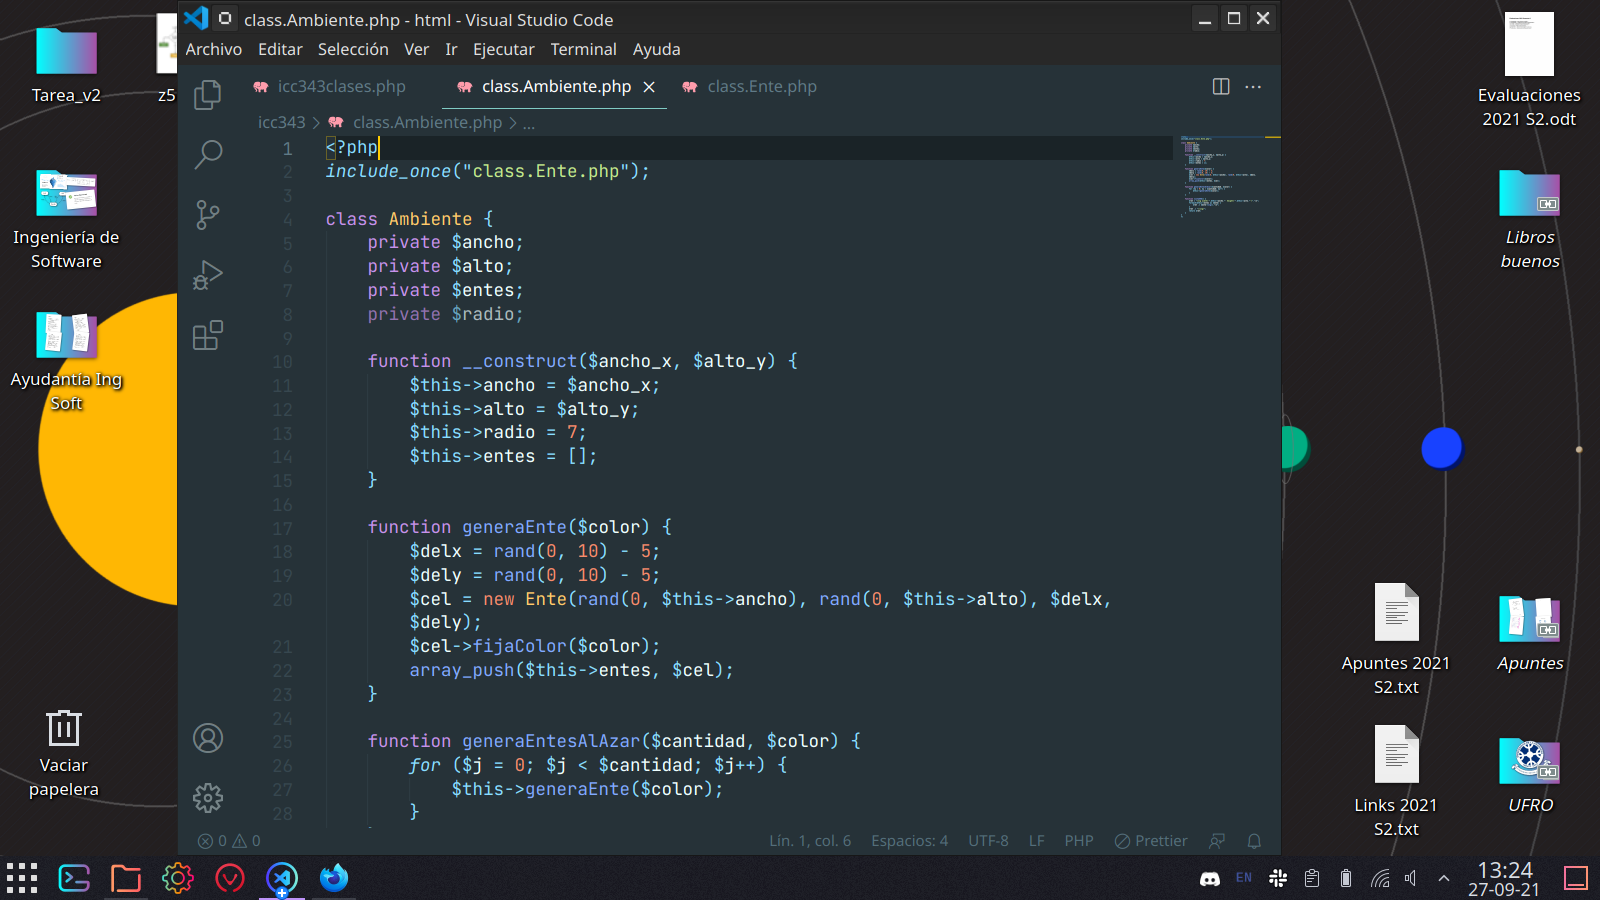 class.Ambiente.php - html - Visual Studio Code
Archivo Editar Selección Ver Ir Ejecutar Terminal Ayuda
icc343clases.php class.Ambiente.php class.Ente.php
icc343 > class.Ambiente.php > ...
1 <?php
2 include_once("class.Ente.php");
3
4 class Ambiente {
5 private $ancho;
6 private $alto;
7 private $entes;
8 private $radio;
9
10 function __construct($ancho_x, $alto_y) {
11 $this->ancho = $ancho_x;
12 $this->alto = $alto_y;
13 $this->radio = 7;
14 $this->entes = [];
15 }
16
17 function generaEnte($color) {
18 $delx = rand(0, 10) - 5;
19 $dely = rand(0, 10) - 5;
20 $cel = new Ente(rand(0, $this->ancho), rand(0, $this->alto), $delx,
$dely);
21 $cel->fijaColor($color);
22 array_push($this->entes, $cel);
23 }
24
25 function generaEntesAlAzar($cantidad, $color) {
26 for ($j = 0; $j < $cantidad; $j++) {
27 $this->generaEnte($color);
28 }
0 0 Lín. 1, col. 6 Espacios: 4 UTF-8 LF PHP Prettier
Tarea_v2
z5
Ingeniería de
Software
Ayudantía Ing
Soft
Vaciar
papelera
Evaluaciones
2021 S2.odt
Libros
buenos
Apuntes 2021
S2.txt
Apuntes
Links 2021
S2.txt
UFRO
EN
13:24
27-09-21